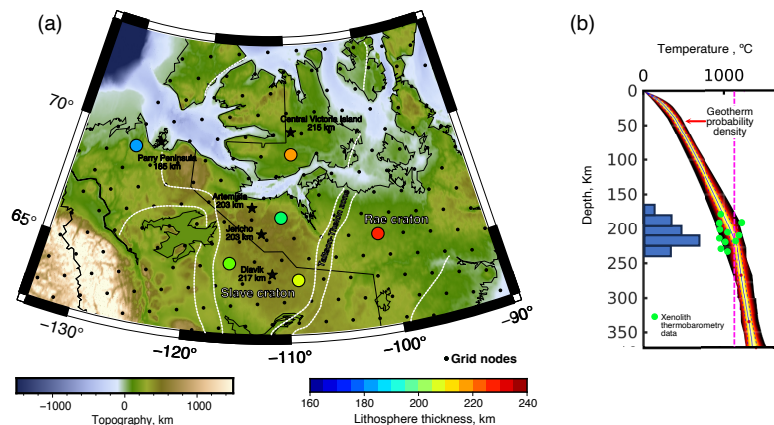 (a)
(b)
Temperature , ºC
0
1000
0
50
100
150
200
250
300
350
Depth, Km
Geotherm
probability
density
Xenolith
thermobarometry
data
70°
65°
Central Victoria Island
215 km
Parry Peninsula
Artemisia
203 km
Jericho
203 km
Diavik
217 km
Rae craton
Slave craton
−130°
−120°
−110°
−100°
−90°
Grid nodes
−1000
0
1000
Topography, km
160
180
200
220
240
Lithosphere thickness, km